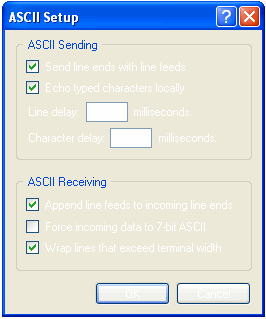 ASCII Setup
ASCII Sending
Send line ends with line feeds
Echo typed characters locally
Line delay: milliseconds.
Character delay: milliseconds.
ASCII Receiving
Append line feeds to incoming line ends
Force incoming data to 7-bit ASCII
Wrap lines that exceed terminal width
OK Cancel